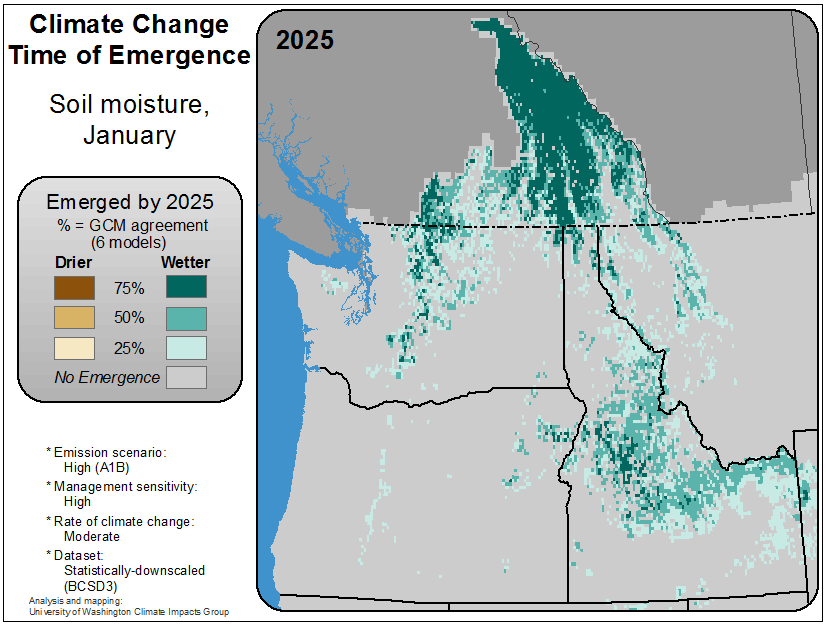 Climate Change
Time of Emergence
Soil moisture,
January
2025
Emerged by 2025
% = GCM agreement
(6 models)
Drier Wetter
75%
50%
25%
No Emergence
* Emission scenario:
High (A1B)
* Management sensitivity:
High
* Rate of climate change:
Moderate
* Dataset:
Statistically-downscaled
(BCSD3)
Analysis and mapping:
University of Washington Climate Impacts Group